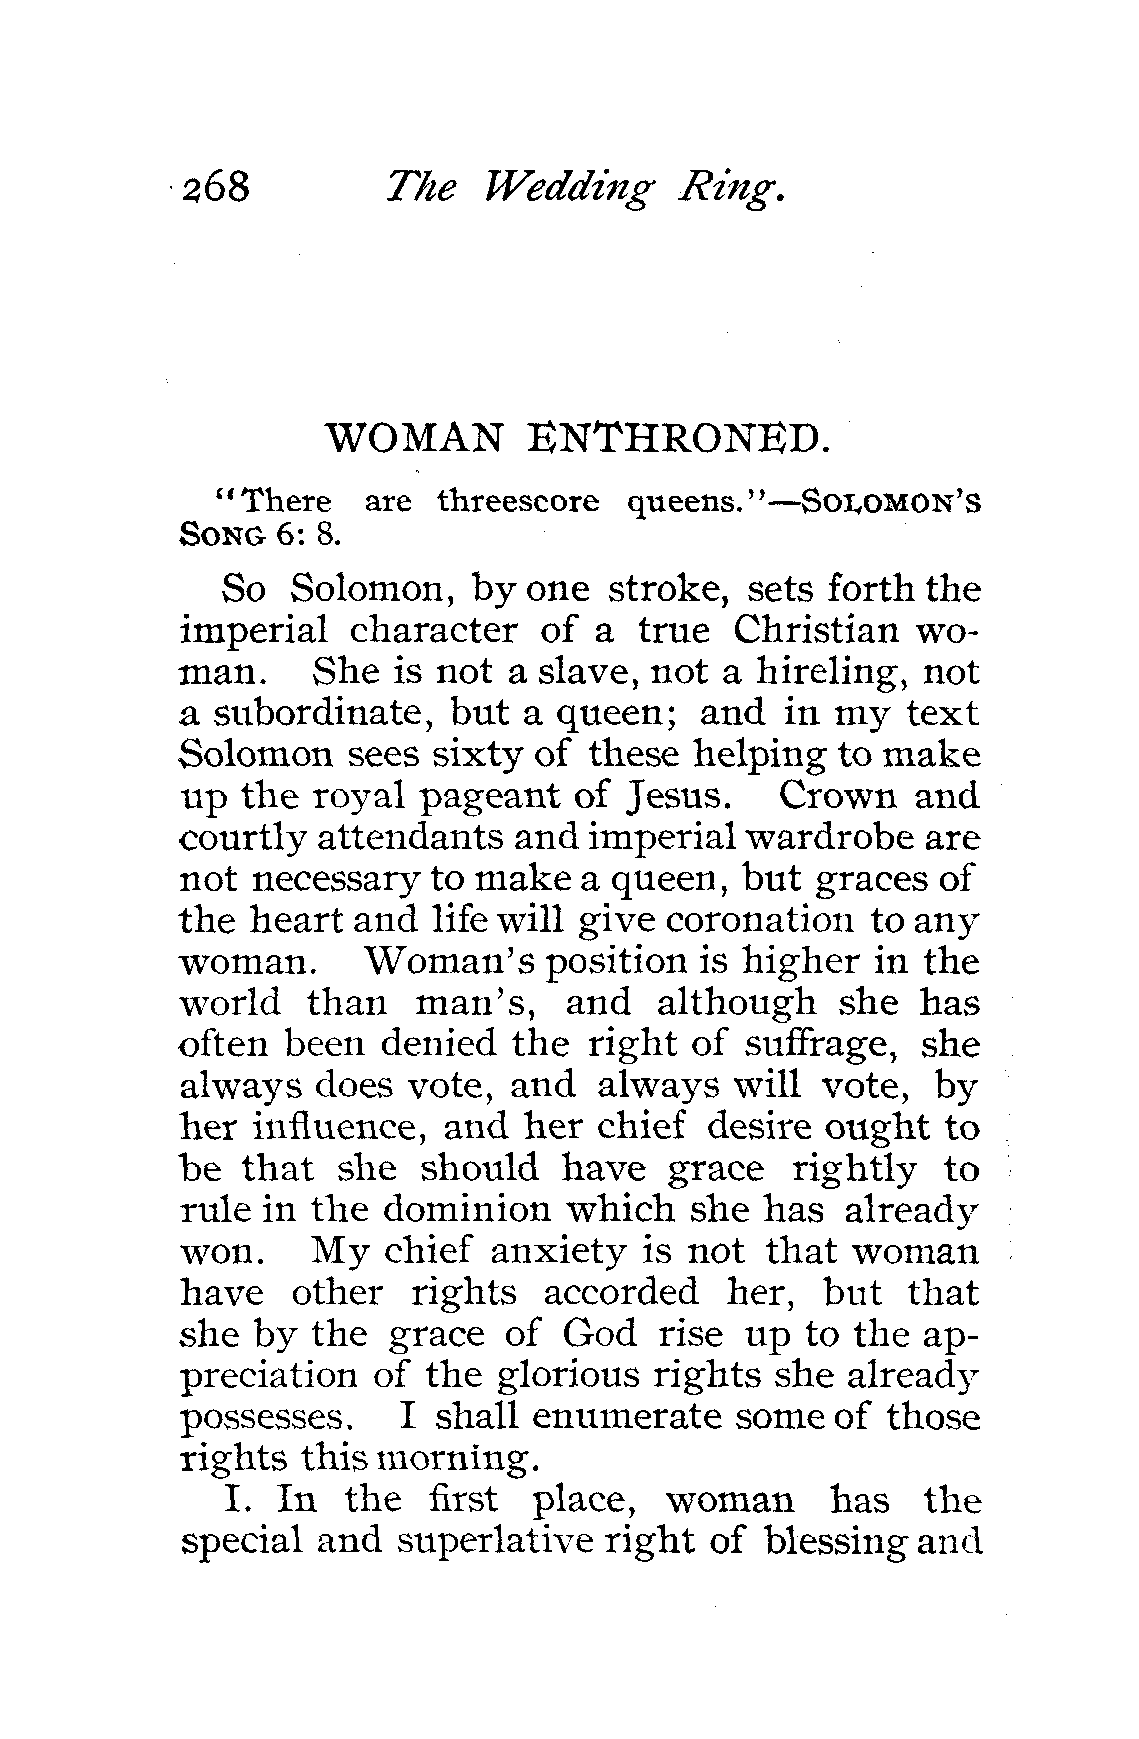 268 The Wedding Ring.
WOMAN ENTHRONED.
"There are threescore queens."—SOLOMON'S
SONG 6: 8.
So Solomon, by one stroke, sets forth the
imperial character of a true Christian wo-
man. She is not a slave, not a hireling, not
a subordinate, but a queen; and in my text
Solomon sees sixty of these helping to make
up the royal pageant of Jesus. Crown and
courtly attendants and imperial wardrobe are
not necessary to make a queen, but graces of
the heart and life will give coronation to any
woman. Woman's position is higher in the
world than man's, and although she has
often been denied the right of suffrage, she
always does vote, and always will vote, by
her influence, and her chief desire ought to
be that she should have grace rightly to
rule in the dominion which she has already
won. My chief anxiety is not that woman
have other rights accorded her, but that
she by the grace of God rise up to the ap-
preciation of the glorious rights she already
possesses. I shall enumerate some of those
rights this morning.
I. In the first place, woman has the
special and superlative right of blessing and